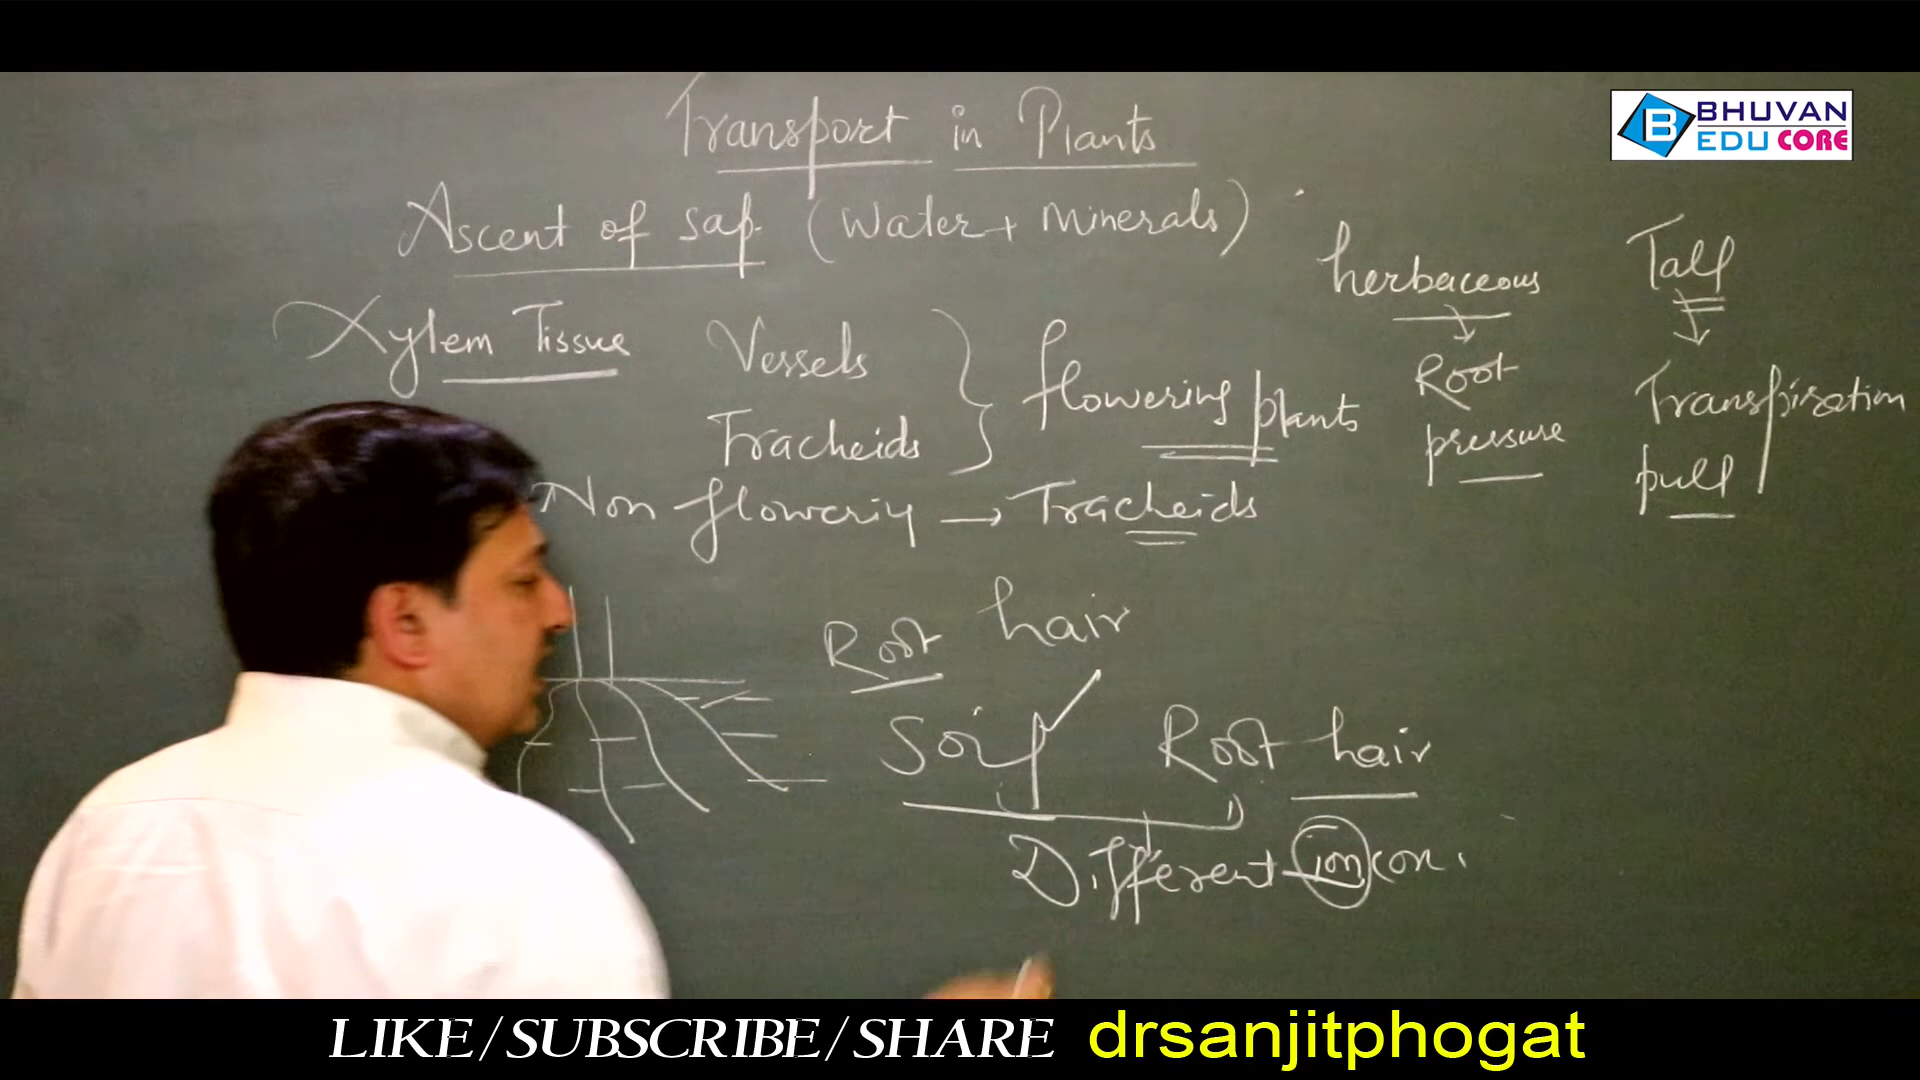 BHUVAN
EDU CORE
Transport in Plants
Ascent of sap (Water + Minerals)
herbaceous Tall
Xylem Tissue Vessels
Tracheids
flowering plants
Root pressure
Transpiration pull
Non flowering → Tracheids
Root hair
Soil Root hair
Different ion con.
LIKE/SUBSCRIBE/SHARE drsanjitphogat